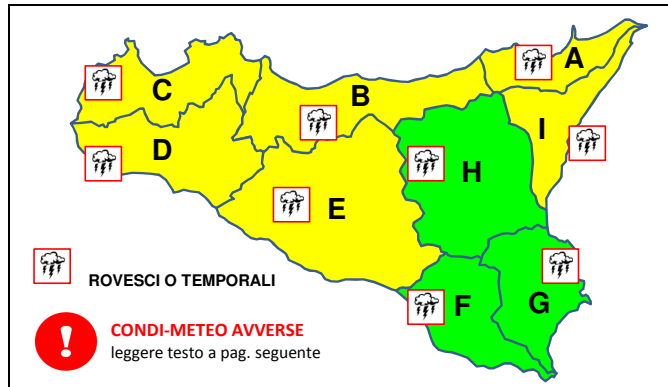 A
C
B
I
D
H
E
F
G
ROVESCI O TEMPORALI
CONDI-METEO AVVERSE
leggere testo a pag. seguente